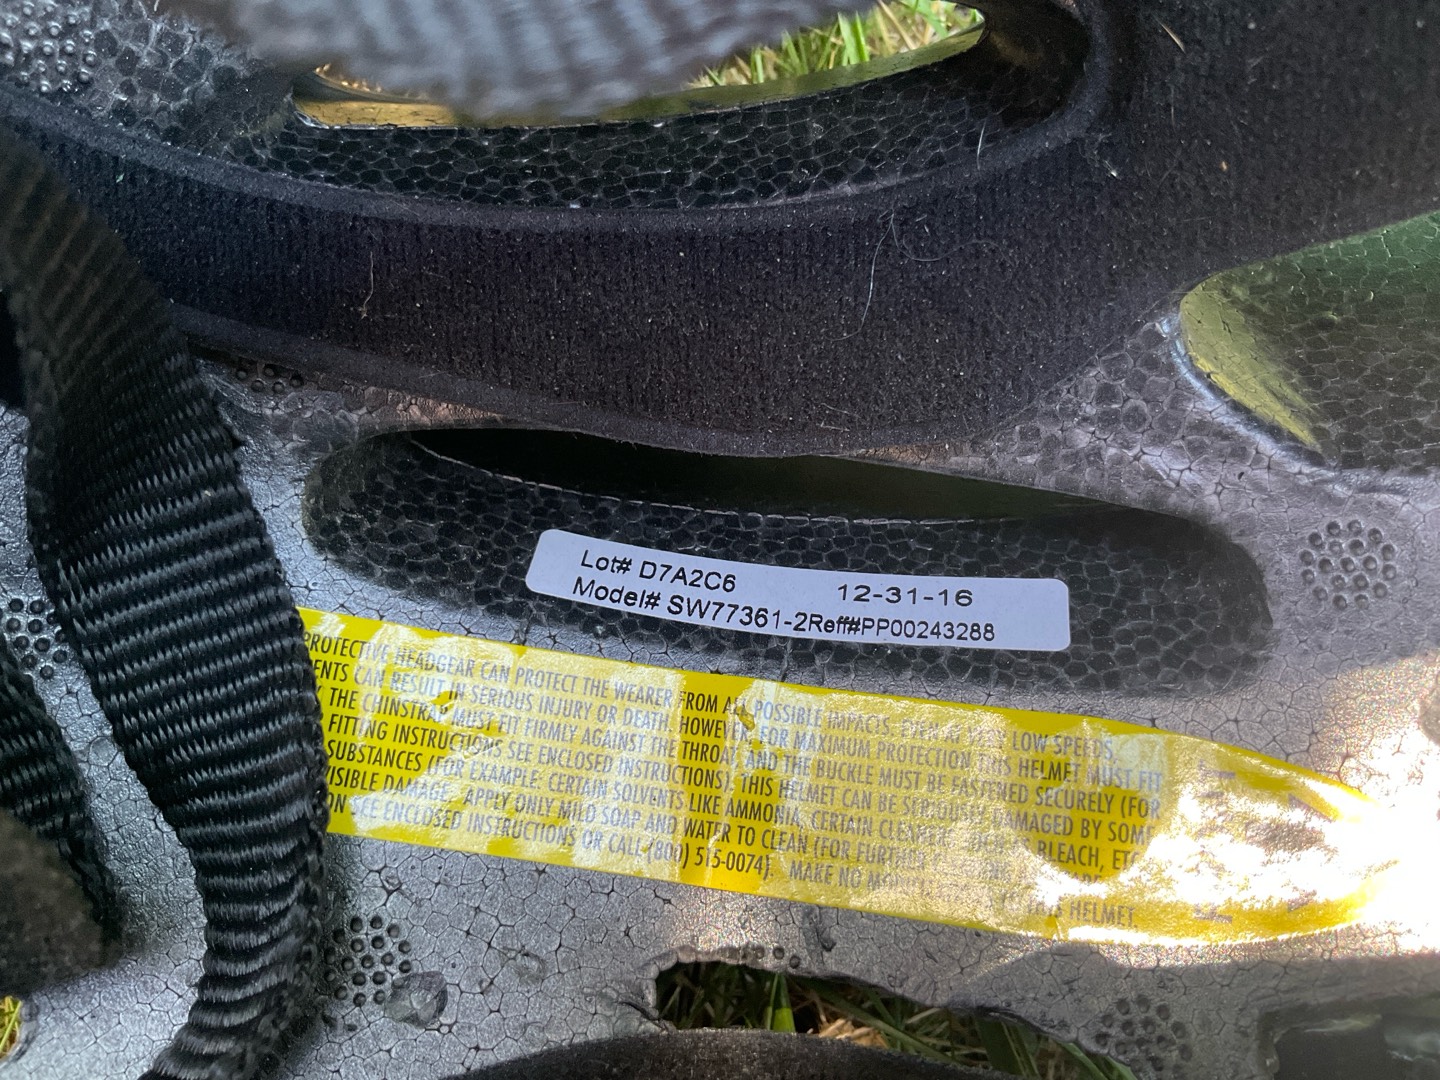 Lot# D7A2C6 12-31-16
Model# SW77361-2Reff#PP00243288
PROTECTIVE HEADGEAR CAN PROTECT THE WEARER FROM ALL POSSIBLE IMPACTS. EVEN AT LOW SPEEDS.
ENTS CAN RESULT IN SERIOUS INJURY OR DEATH. HOWEVER, FOR MAXIMUM PROTECTION, THIS HELMET MUST FIT
THE CHINSTRAP MUST FIT FIRMLY AGAINST THE THROAT AND THE BUCKLE MUST BE FASTENED SECURELY (FOR
FITTING INSTRUCTIONS SEE ENCLOSED INSTRUCTIONS). THIS HELMET CAN BE SERIOUSLY DAMAGED BY SOME
SUBSTANCES (FOR EXAMPLE: CERTAIN SOLVENTS LIKE AMMONIA, CERTAIN CLEANERS BLEACH, ETC
VISIBLE DAMAGE. APPLY ONLY MILD SOAP AND WATER TO CLEAN (FOR FURTHER
ON SEE ENCLOSED INSTRUCTIONS OR CALL (800) 515-0074). MAKE NO THIS HELMET.